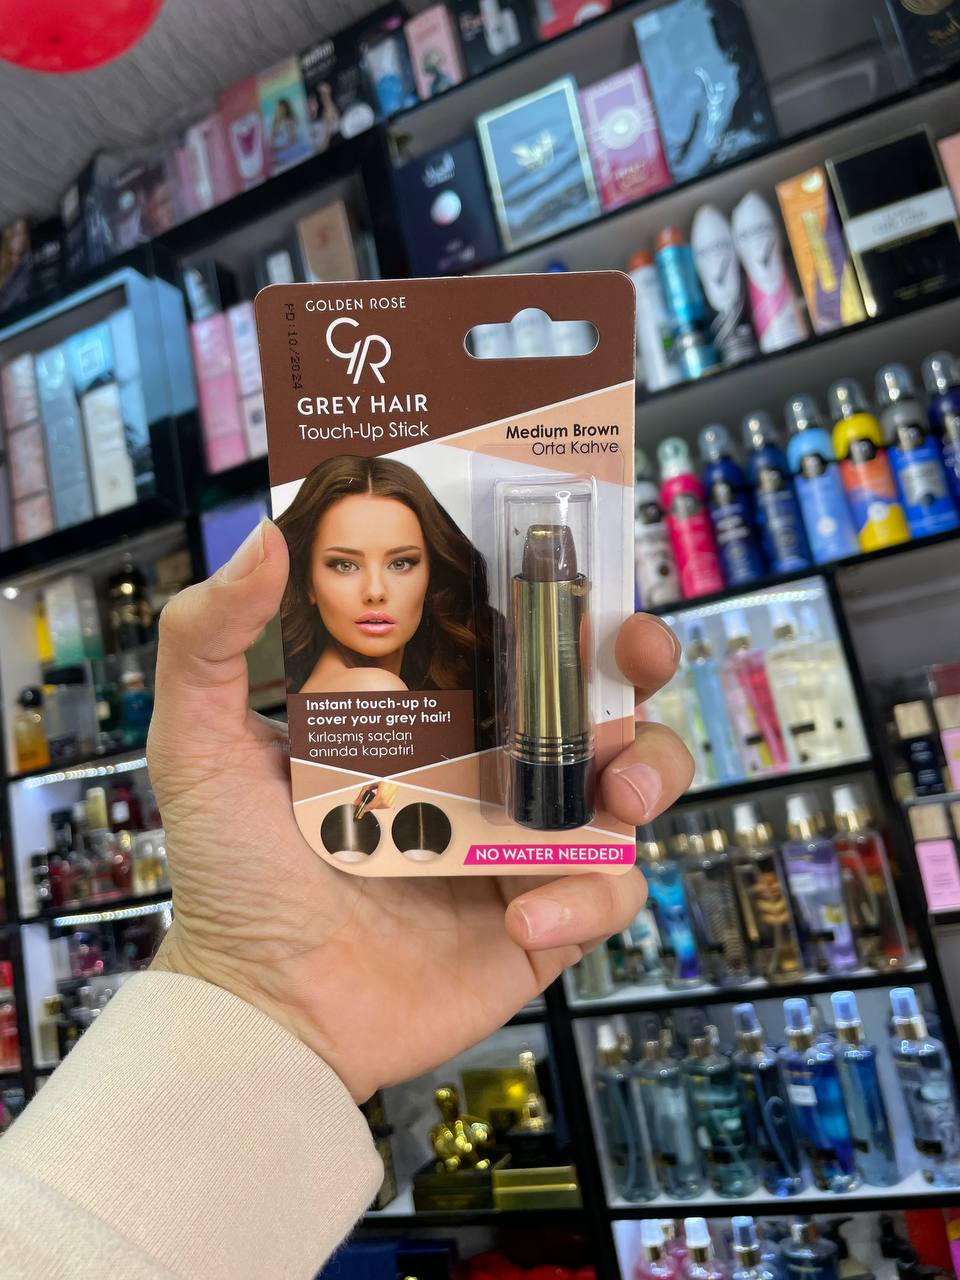 GOLDEN ROSE
GR
PD:10/2024
GREY HAIR
Touch-Up Stick
Medium Brown
Orta Kahve
Instant touch-up to
cover your grey hair!
Kırlaşmış saçları
anında kapatır!
NO WATER NEEDED!